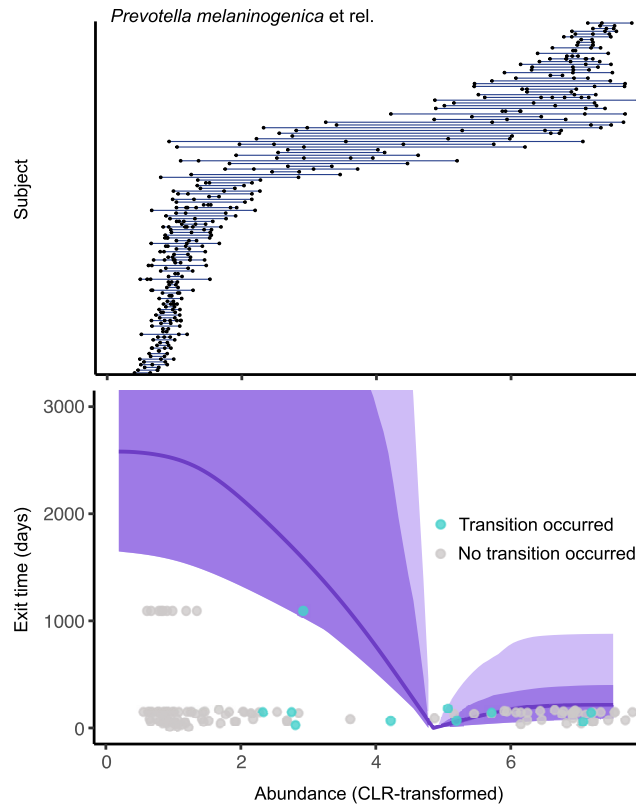 Prevotella melaninogenica et rel.
Subject
3000
2000
1000
0
Exit time (days)
Transition occurred
No transition occurred
0 2 4 6
Abundance (CLR-transformed)